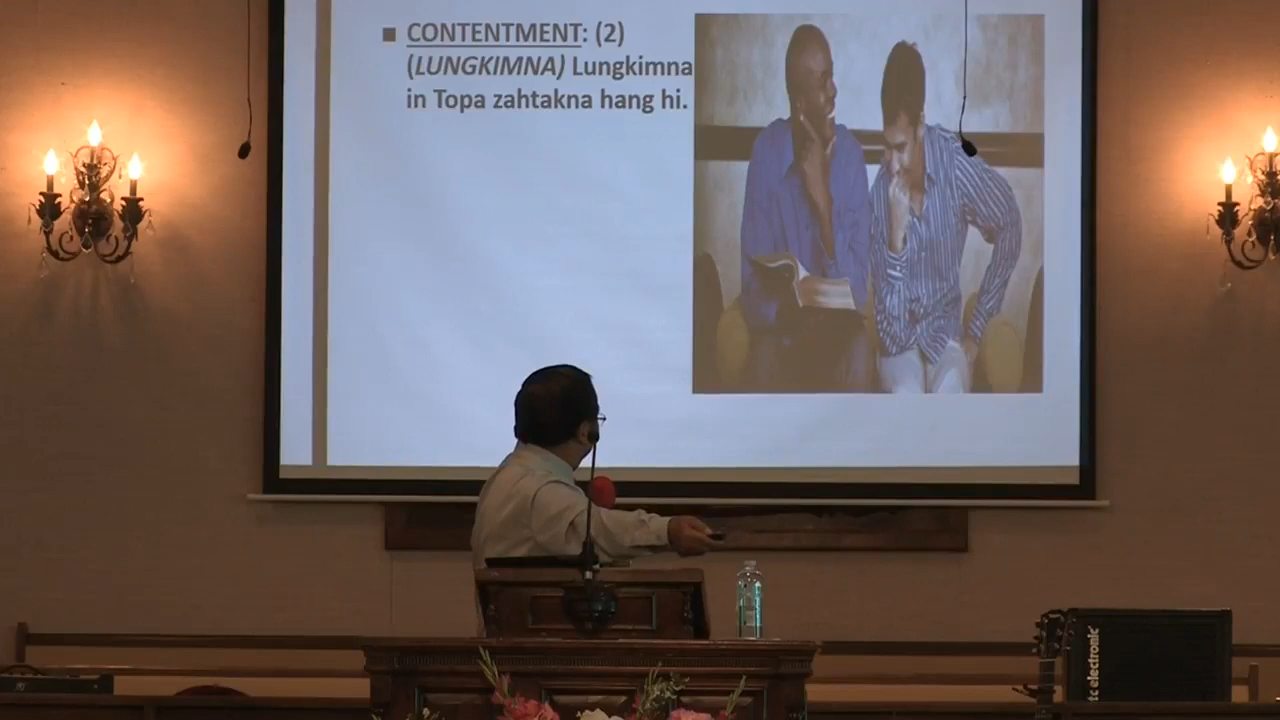 CONTENTMENT: (2)
(LUNGKIMNA) Lungkimna
in Topa zahtakna hang hi.
tc electronic